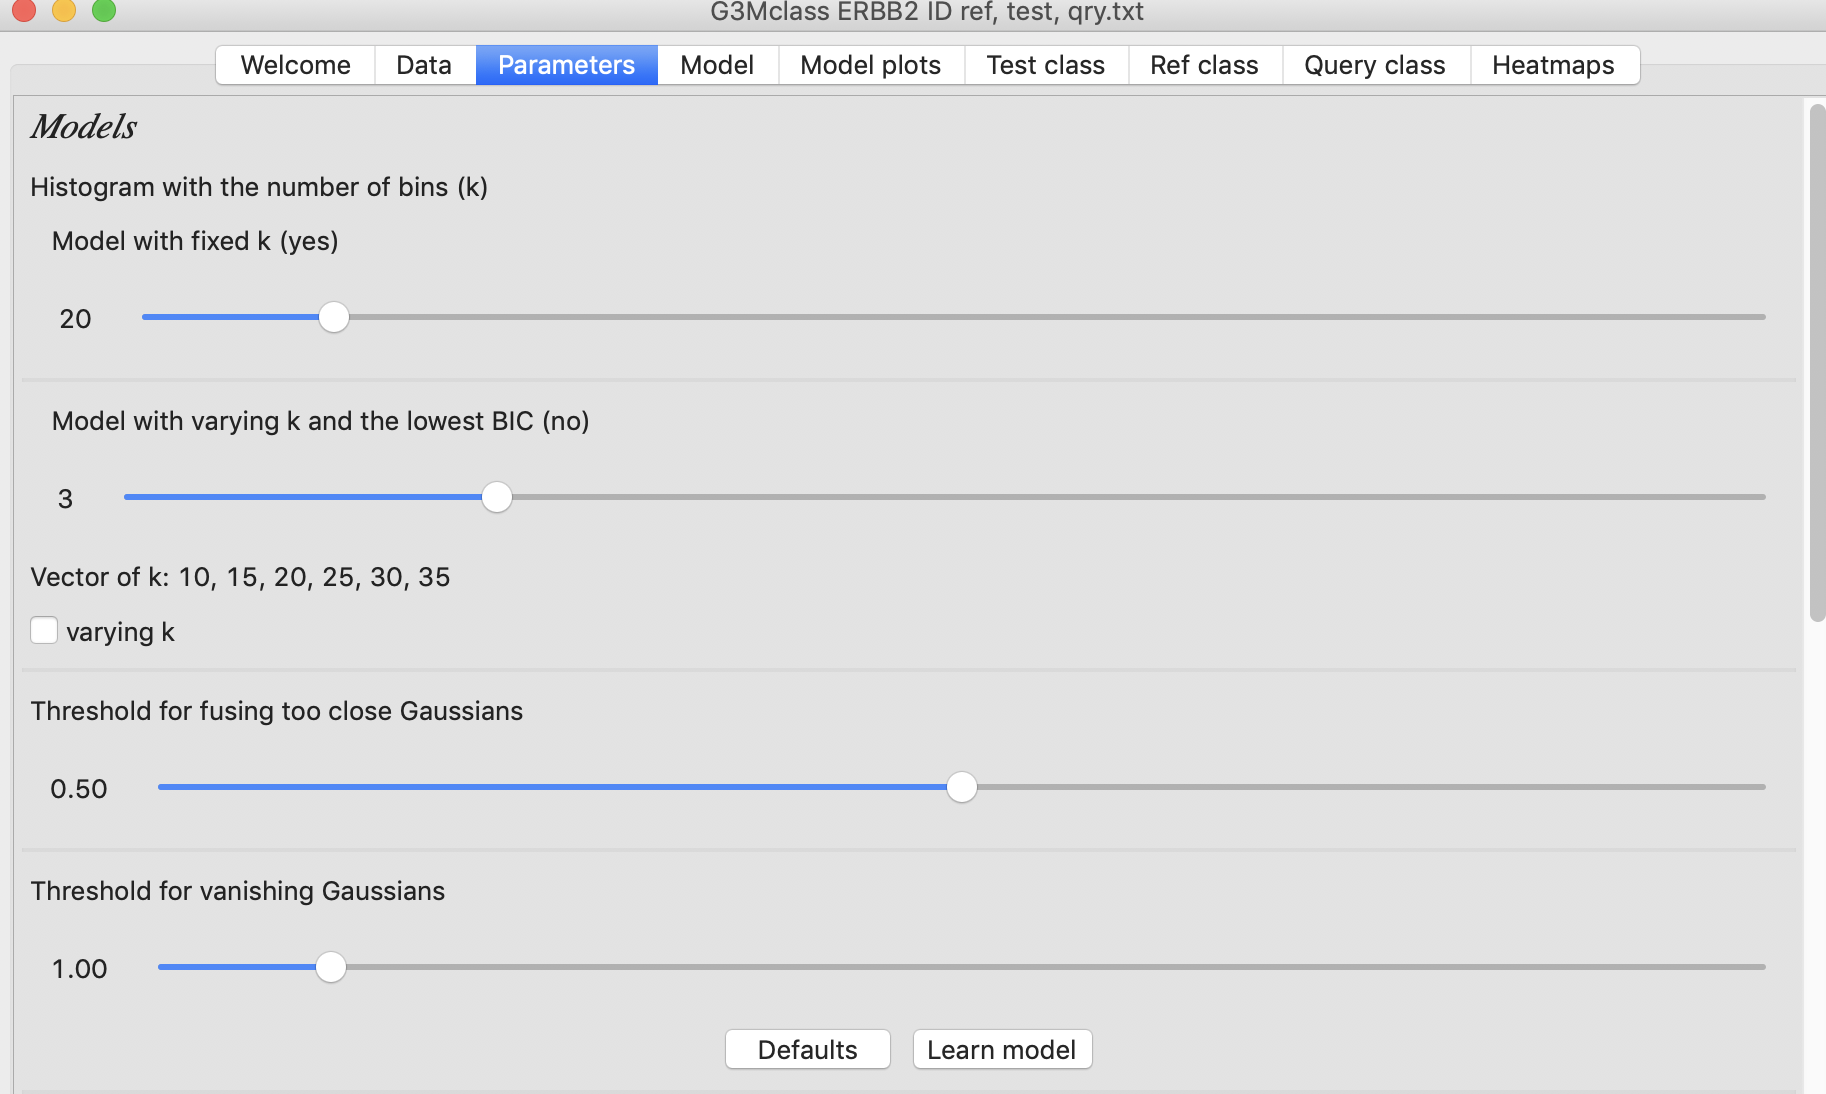 G3Mclass ERBB2 ID ref, test, qry.txt
Welcome Data Parameters Model Model plots Test class Ref class Query class Heatmaps
Models
Histogram with the number of bins (k)
Model with fixed k (yes)
20
Model with varying k and the lowest BIC (no)
3
Vector of k: 10, 15, 20, 25, 30, 35
varying k
Threshold for fusing too close Gaussians
0.50
Threshold for vanishing Gaussians
1.00
Defaults Learn model